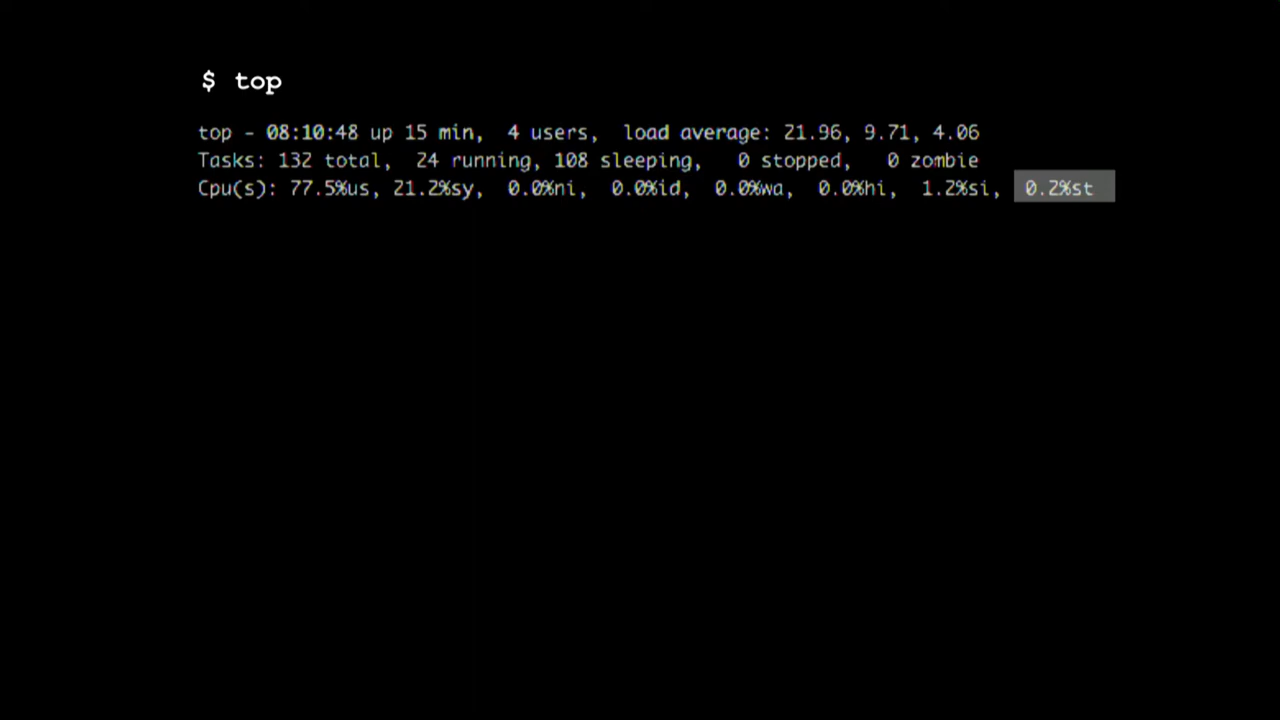 $ top
top - 08:10:48 up 15 min,  4 users,  load average: 21.96, 9.71, 4.06
Tasks: 132 total,  24 running, 108 sleeping,   0 stopped,   0 zombie
Cpu(s): 77.5%us, 21.2%sy,  0.0%ni,  0.0%id,  0.0%wa,  0.0%hi,  1.2%si,  0.2%st